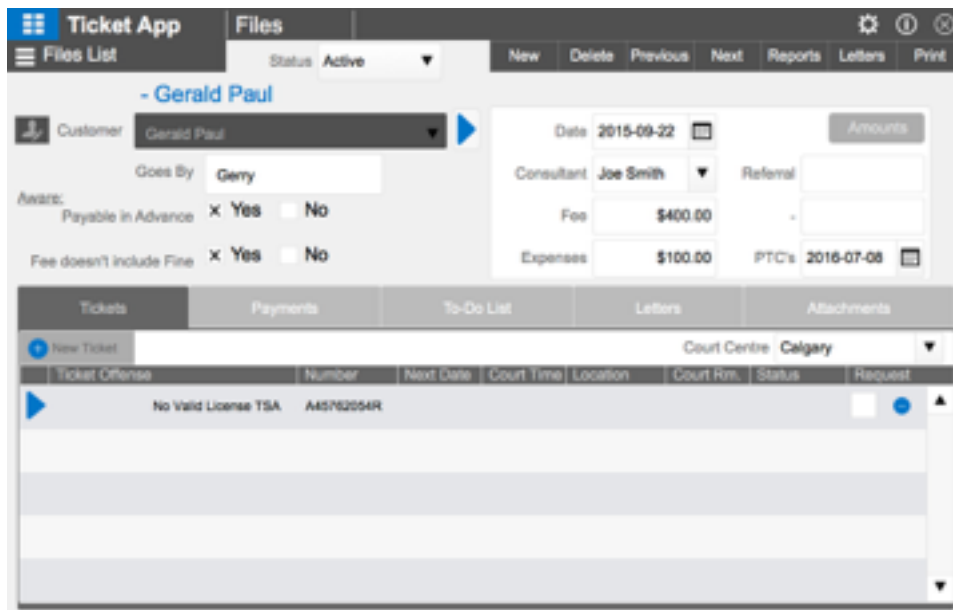 Ticket App Files
Files List Status Active New Delete Previous Next Reports Letters Print
- Gerald Paul
Customer Gerald Paul Date 2015-09-22 Amounts
Goes By Gerry Consultant Joe Smith Referral
Aware:
Payable in Advance × Yes No Fee $400.00 -
Fee doesn't include Fine × Yes No Expenses $100.00 PTC's 2016-07-08
Tickets Payments To-Do List Letters Attachments
New Ticket Court Centre Calgary
Ticket Offense Number Next Date Court Time Location Court Rm. Status Request
No Valid License TSA A45762054R